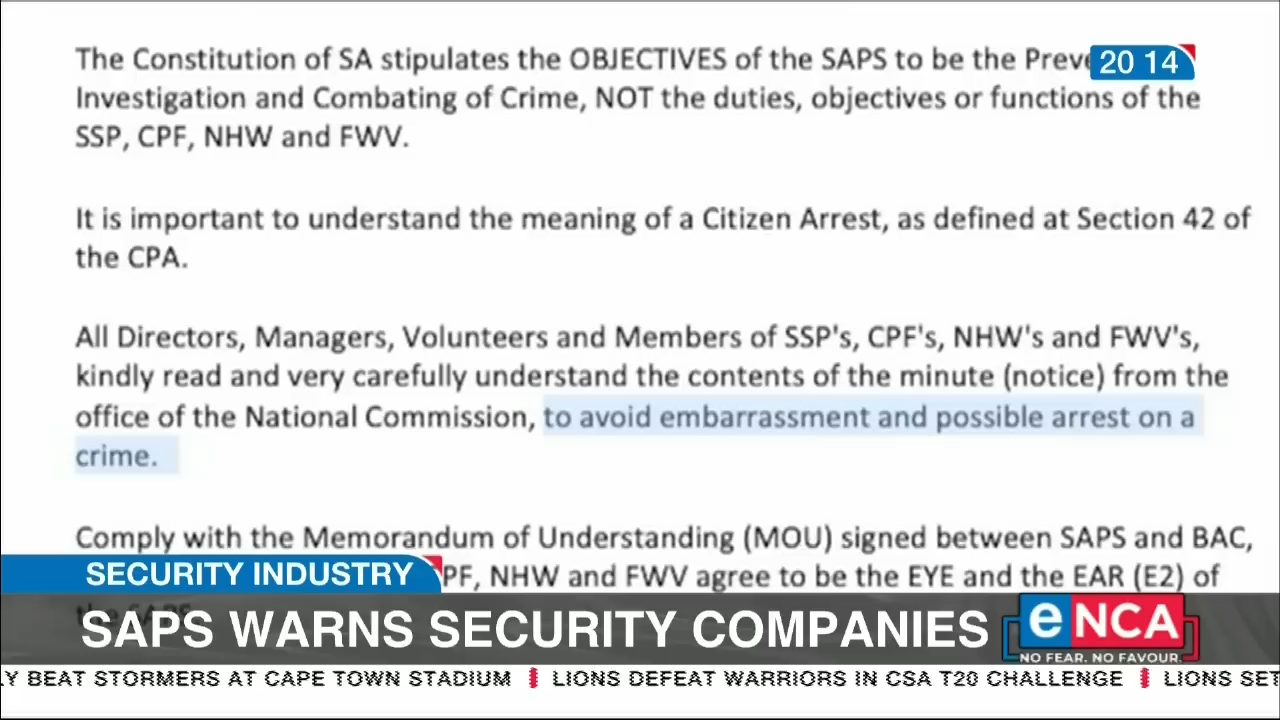 The Constitution of SA stipulates the OBJECTIVES of the SAPS to be the Preve
20 14
Investigation and Combating of Crime, NOT the duties, objectives or functions of the
SSP, CPF, NHW and FWV.
It is important to understand the meaning of a Citizen Arrest, as defined at Section 42 of
the CPA.
All Directors, Managers, Volunteers and Members of SSP's, CPF's, NHW's and FWV's,
kindly read and very carefully understand the contents of the minute (notice) from the
office of the National Commission, to avoid embarrassment and possible arrest on a
crime.
Comply with the Memorandum of Understanding (MOU) signed between SAPS and BAC,
PF, NHW and FWV agree to be the EYE and the EAR (E2) of
SECURITY INDUSTRY
SAPS WARNS SECURITY COMPANIES
eNCA
NO FEAR. NO FAVOUR.
LY BEAT STORMERS AT CAPE TOWN STADIUM LIONS DEFEAT WARRIORS IN CSA T20 CHALLENGE LIONS SET